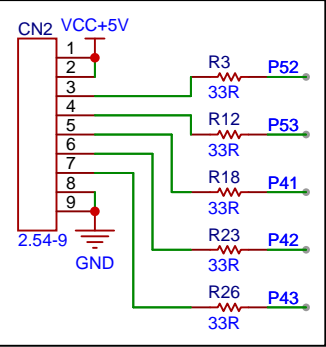 CN2 VCC+5V
1
2
3
4
5
6
7
8
9
2.54-9
GND
R3 P52
33R
R12 P53
33R
R18 P41
33R
R23 P42
33R
R26 P43
33R